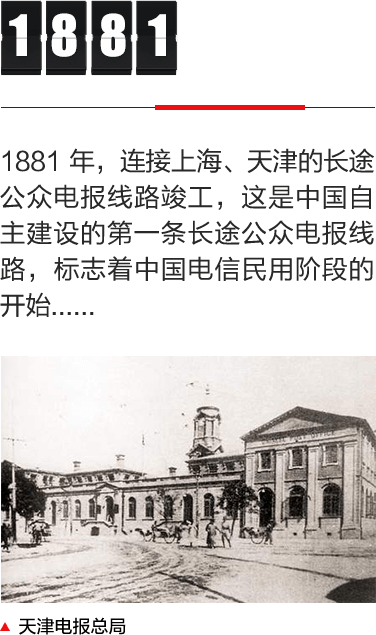 1881
1881 年，连接上海、天津的长途
公众电报线路竣工，这是中国自
主建设的第一条长途公众电报线
路，标志着中国电信民用阶段的
开始......
▲ 天津电报总局